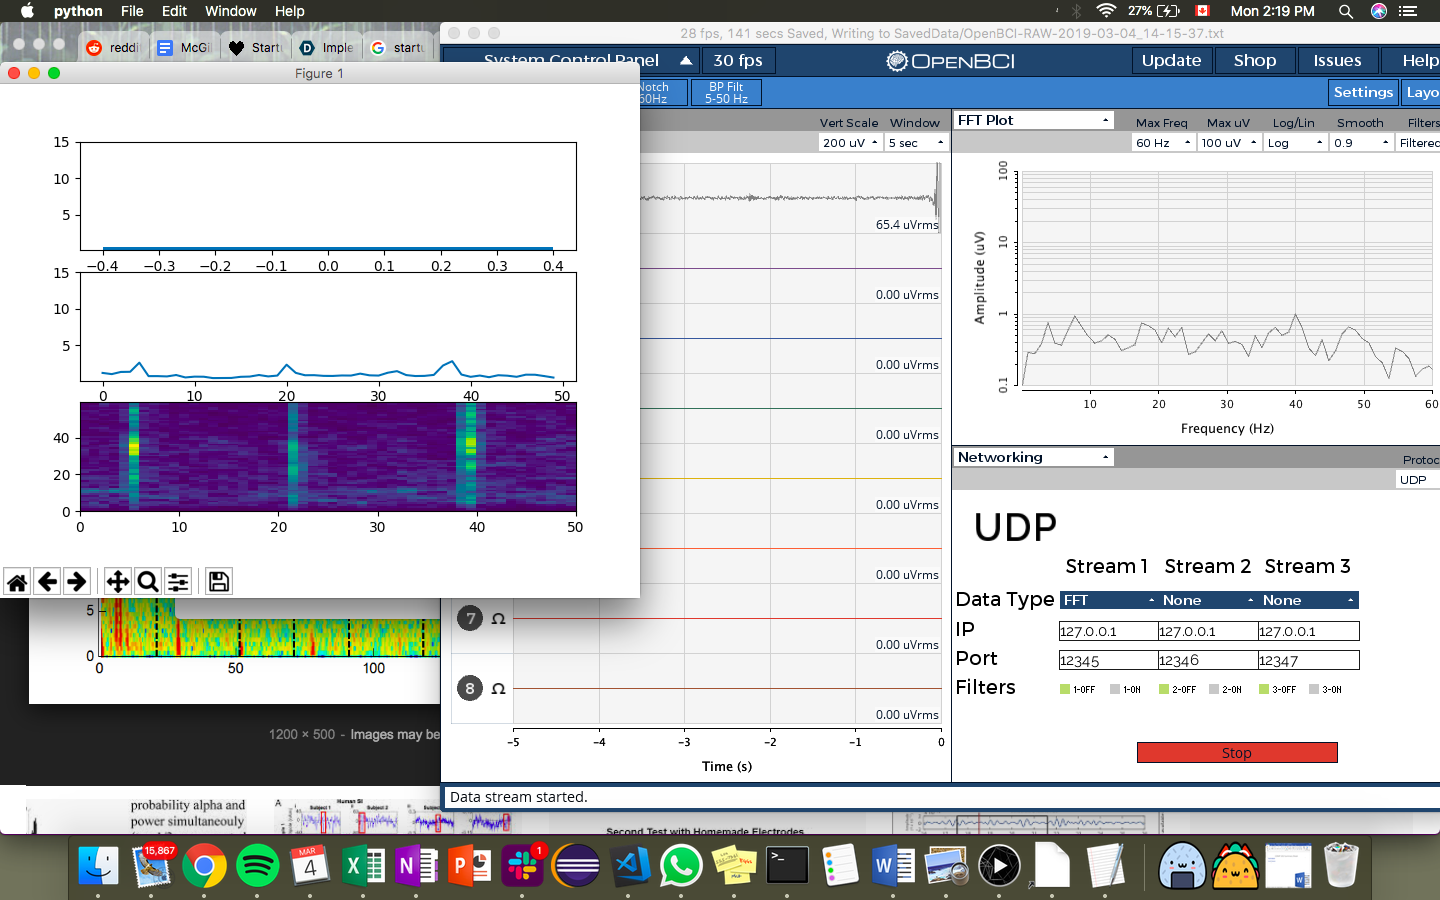 python File Edit Window Help
27% Mon 2:19 PM
28 fps, 141 secs Saved, Writing to SavedData/OpenBCI-RAW-2019-03-04_14-15-37.txt
reddi McGil Start Imple startu
System Control Panel 30 fps OPENBCI Update Shop Issues Help
Figure 1
Notch
60Hz
BP Filt
5-50 Hz
Settings Layo
Vert Scale Window
200 uV 5 sec
FFT Plot Max Freq Max uV Log/Lin Smooth Filters
60 Hz 100 uV Log 0.9 Filtered
15
10
5
−0.4 −0.3 −0.2 −0.1 0.0 0.1 0.2 0.3 0.4
15
10
5
0 10 20 30 40 50
40
20
0
0 10 20 30 40 50
65.4 uVrms
0.00 uVrms
0.00 uVrms
0.00 uVrms
0.00 uVrms
0.00 uVrms
7 Ω
0.00 uVrms
8 Ω
0.00 uVrms
-5 -4 -3 -2 -1 0
Time (s)
100
10
1
0.1
Amplitude (uV)
10 20 30 40 50 60
Frequency (Hz)
Networking Protoc
UDP
UDP
Stream 1 Stream 2 Stream 3
Data Type FFT None None
IP 127.0.0.1 127.0.0.1 127.0.0.1
Port 12345 12346 12347
Filters 1-OFF 1-ON 2-OFF 2-ON 3-OFF 3-ON
Stop
Data stream started.
5
0
0 50 100
1200 × 500 - Images may be
probability alpha and
power simultaneouly
A Human SI
Subject 1
Second Test with Homemade Electrodes
15,867
MAR
4
1